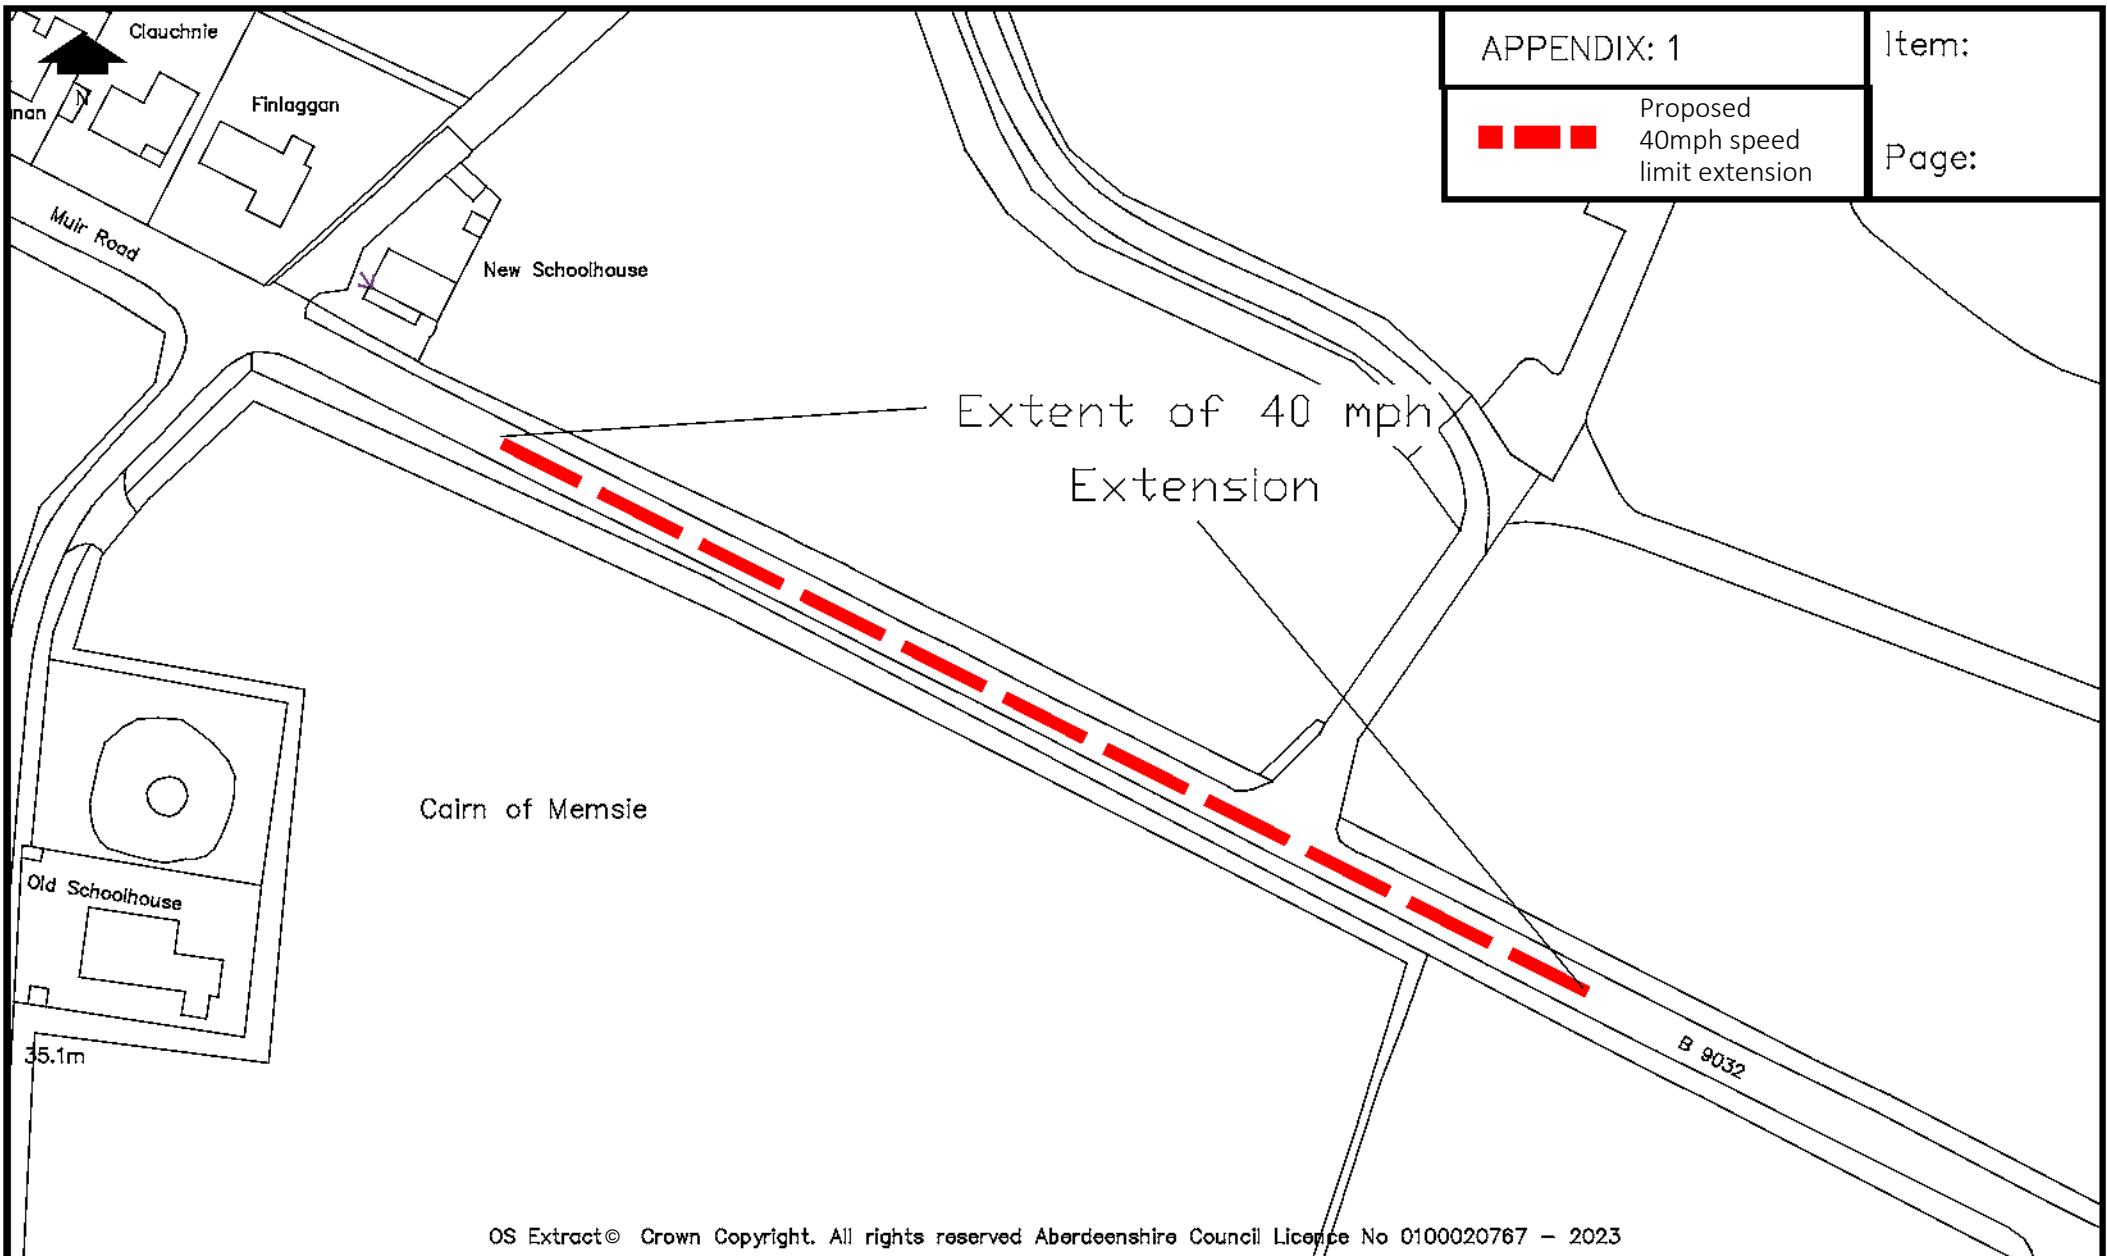 Clauchnie
N
nan
Finlaggan
Muir Road
New Schoolhouse
APPENDIX: 1
Item:
Proposed
40mph speed
limit extension
Page:
Extent of 40 mph
Extension
Cairn of Memsie
Old Schoolhouse
35.1m
B 9032
OS Extract© Crown Copyright. All rights reserved Aberdeenshire Council Licence No 0100020767 - 2023